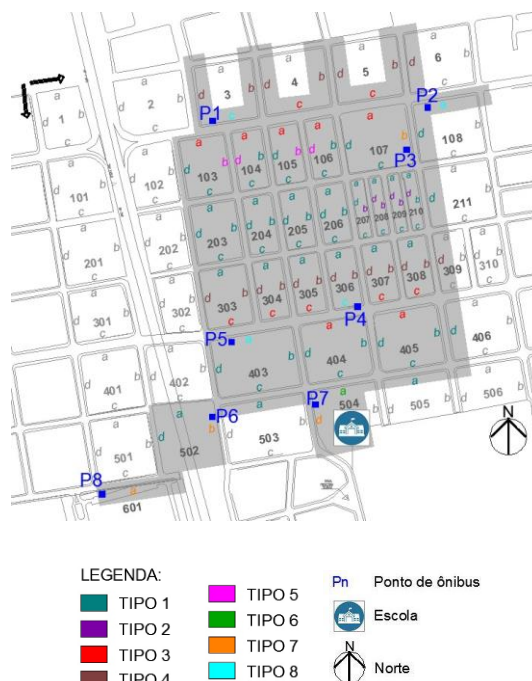 a
a
a
a
a
a
d 3 b
d 4 b
d 5 b
d 6 b
d 2 b
d 1 b
c
c
c
c
c
c
P1
P2
P3
a
a
a
a
a
b
d 103 b
d 104 b
d 105 b
d 106
d 107
108
d 102 b
d 101 b
c
c
c
c
c
c
d 203 b
204
205
206
207
208
209
210
211
202
201
d 303 b
304
305
306
307
308
309
310
302
301
P4
P5
403
404
405
406
402
401
P6
P7
502
503
504
505
506
501
P8
a
601
N
LEGENDA:
TIPO 1
TIPO 2
TIPO 3
TIPO 4
TIPO 5
TIPO 6
TIPO 7
TIPO 8
Pn Ponto de ônibus
Escola
N
Norte